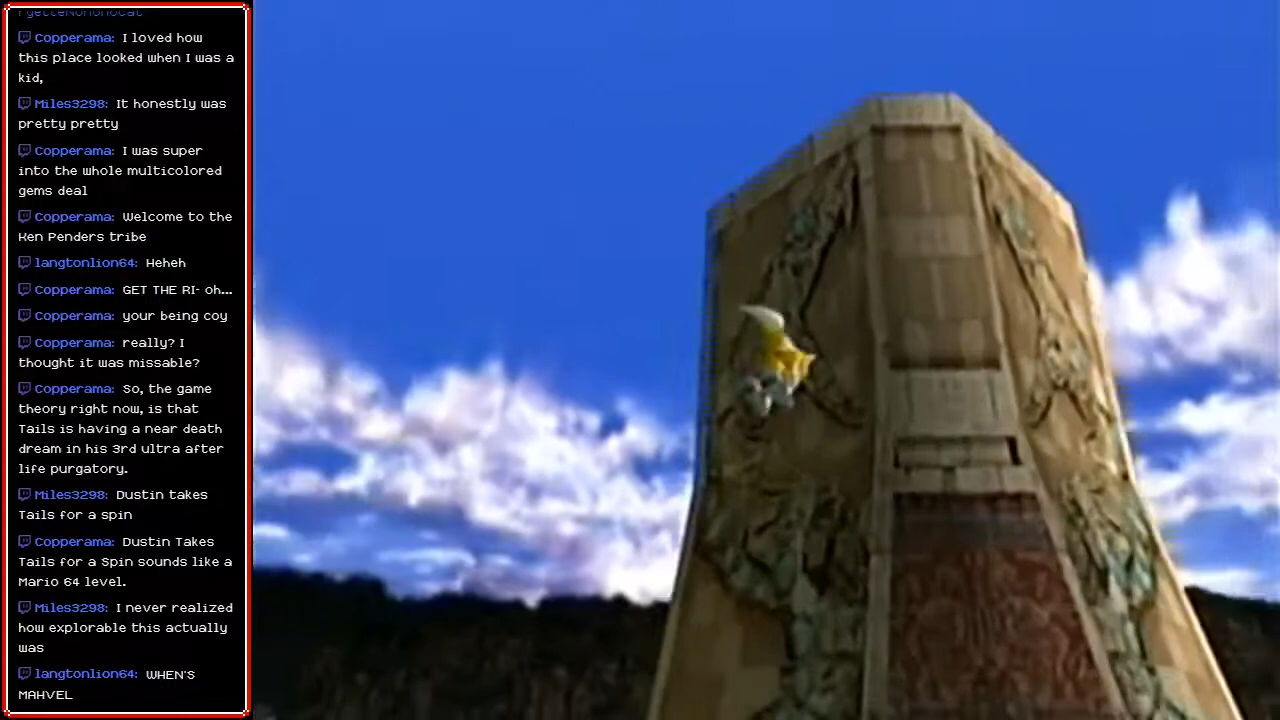 Copperama: I loved how
this place looked when I was a
kid,
Miles3298: It honestly was
pretty pretty
Copperama: I was super
into the whole multicolored
gems deal
Copperama: Welcome to the
Ken Penders tribe
langtonlion64: Heheh
Copperama: GET THE RI- oh...
Copperama: your being coy
Copperama: really? I
thought it was missable?
Copperama: So, the game
theory right now, is that
Tails is having a near death
dream in his 3rd ultra after
life purgatory.
Miles3298: Dustin takes
Tails for a spin
Copperama: Dustin Takes
Tails for a Spin sounds like a
Mario 64 level.
Miles3298: I never realized
how explorable this actually
was
langtonlion64: WHEN'S
MAHVEL